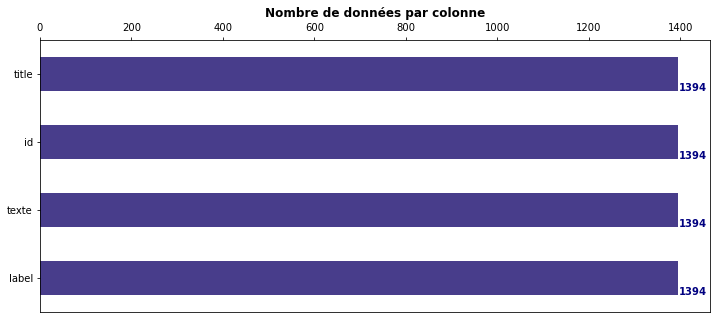 Nombre de données par colonne
0 200 400 600 800 1000 1200 1400
title 1394
id 1394
texte 1394
label 1394